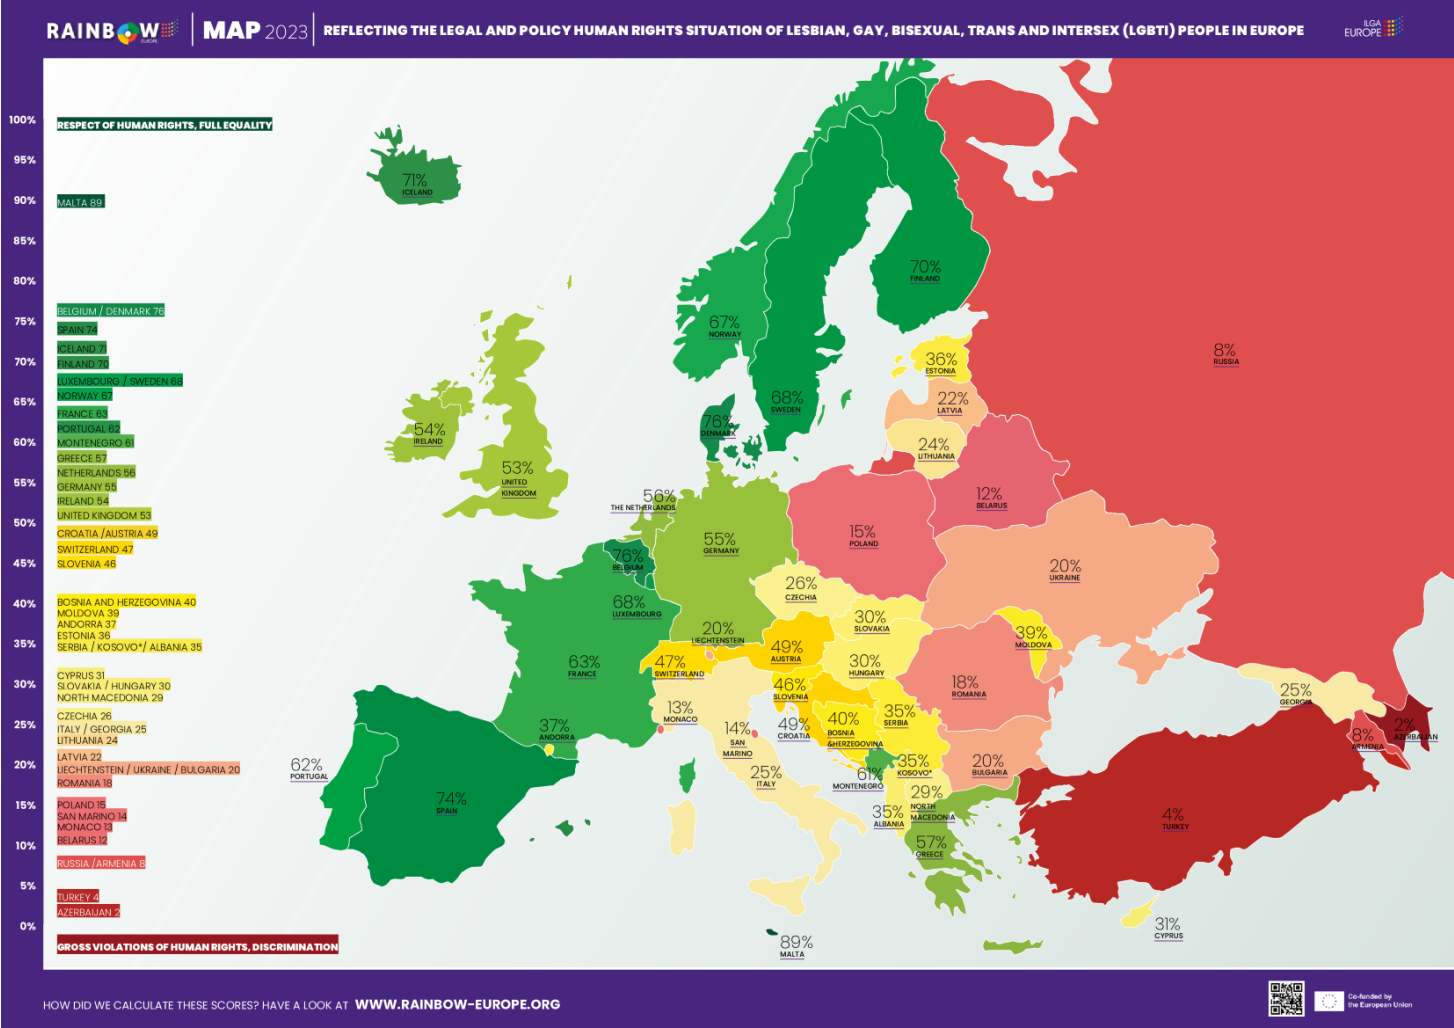 RAINBOW EUROPE
MAP 2023
REFLECTING THE LEGAL AND POLICY HUMAN RIGHTS SITUATION OF LESBIAN, GAY, BISEXUAL, TRANS AND INTERSEX (LGBTI) PEOPLE IN EUROPE
ILGA
EUROPE
100%
RESPECT OF HUMAN RIGHTS, FULL EQUALITY
95%
90%
MALTA 89
85%
80%
BELGIUM / DENMARK 76
75%
SPAIN 74
ICELAND 71
70%
FINLAND 70
LUXEMBOURG / SWEDEN 68
NORWAY 67
65%
FRANCE 63
PORTUGAL 62
60%
MONTENEGRO 61
GREECE 57
NETHERLANDS 56
55%
GERMANY 55
IRELAND 54
UNITED KINGDOM 53
50%
CROATIA /AUSTRIA 49
SWITZERLAND 47
45%
SLOVENIA 46
40%
BOSNIA AND HERZEGOVINA 40
MOLDOVA 39
ANDORRA 37
35%
ESTONIA 36
SERBIA / KOSOVO*/ ALBANIA 35
30%
CYPRUS 31
SLOVAKIA / HUNGARY 30
NORTH MACEDONIA 29
25%
CZECHIA 26
ITALY / GEORGIA 25
LITHUANIA 24
20%
LATVIA 22
LIECHTENSTEIN / UKRAINE / BULGARIA 20
ROMANIA 18
15%
POLAND 15
SAN MARINO 14
MONACO 13
10%
BELARUS 12
RUSSIA /ARMENIA 8
5%
TURKEY 4
AZERBAIJAN 2
0%
GROSS VIOLATIONS OF HUMAN RIGHTS, DISCRIMINATION
71%
ICELAND
70%
FINLAND
67%
NORWAY
8%
RUSSIA
36%
ESTONIA
68%
SWEDEN
22%
LATVIA
76%
DENMARK
54%
IRELAND
24%
LITHUANIA
53%
UNITED
KINGDOM
56%
THE NETHERLANDS
12%
BELARUS
55%
GERMANY
15%
POLAND
76%
BELGIUM
20%
UKRAINE
26%
CZECHIA
68%
LUXEMBOURG
30%
SLOVAKIA
20%
LIECHTENSTEIN
39%
MOLDOVA
49%
AUSTRIA
63%
FRANCE
47%
SWITZERLAND
30%
HUNGARY
46%
SLOVENIA
18%
ROMANIA
25%
GEORGIA
13%
MONACO
35%
SERBIA
37%
ANDORRA
14%
SAN
MARINO
49%
CROATIA
40%
BOSNIA
&HERZEGOVINA
2%
AZERBAIJAN
8%
ARMENIA
62%
PORTUGAL
25%
ITALY
61%
MONTENEGRO
35%
KOSOVO*
20%
BULGARIA
74%
SPAIN
29%
NORTH
MACEDONIA
35%
ALBANIA
4%
TURKEY
57%
GREECE
31%
CYPRUS
89%
MALTA
HOW DID WE CALCULATE THESE SCORES? HAVE A LOOK AT WWW.RAINBOW-EUROPE.ORG
Co-funded by
the European Union